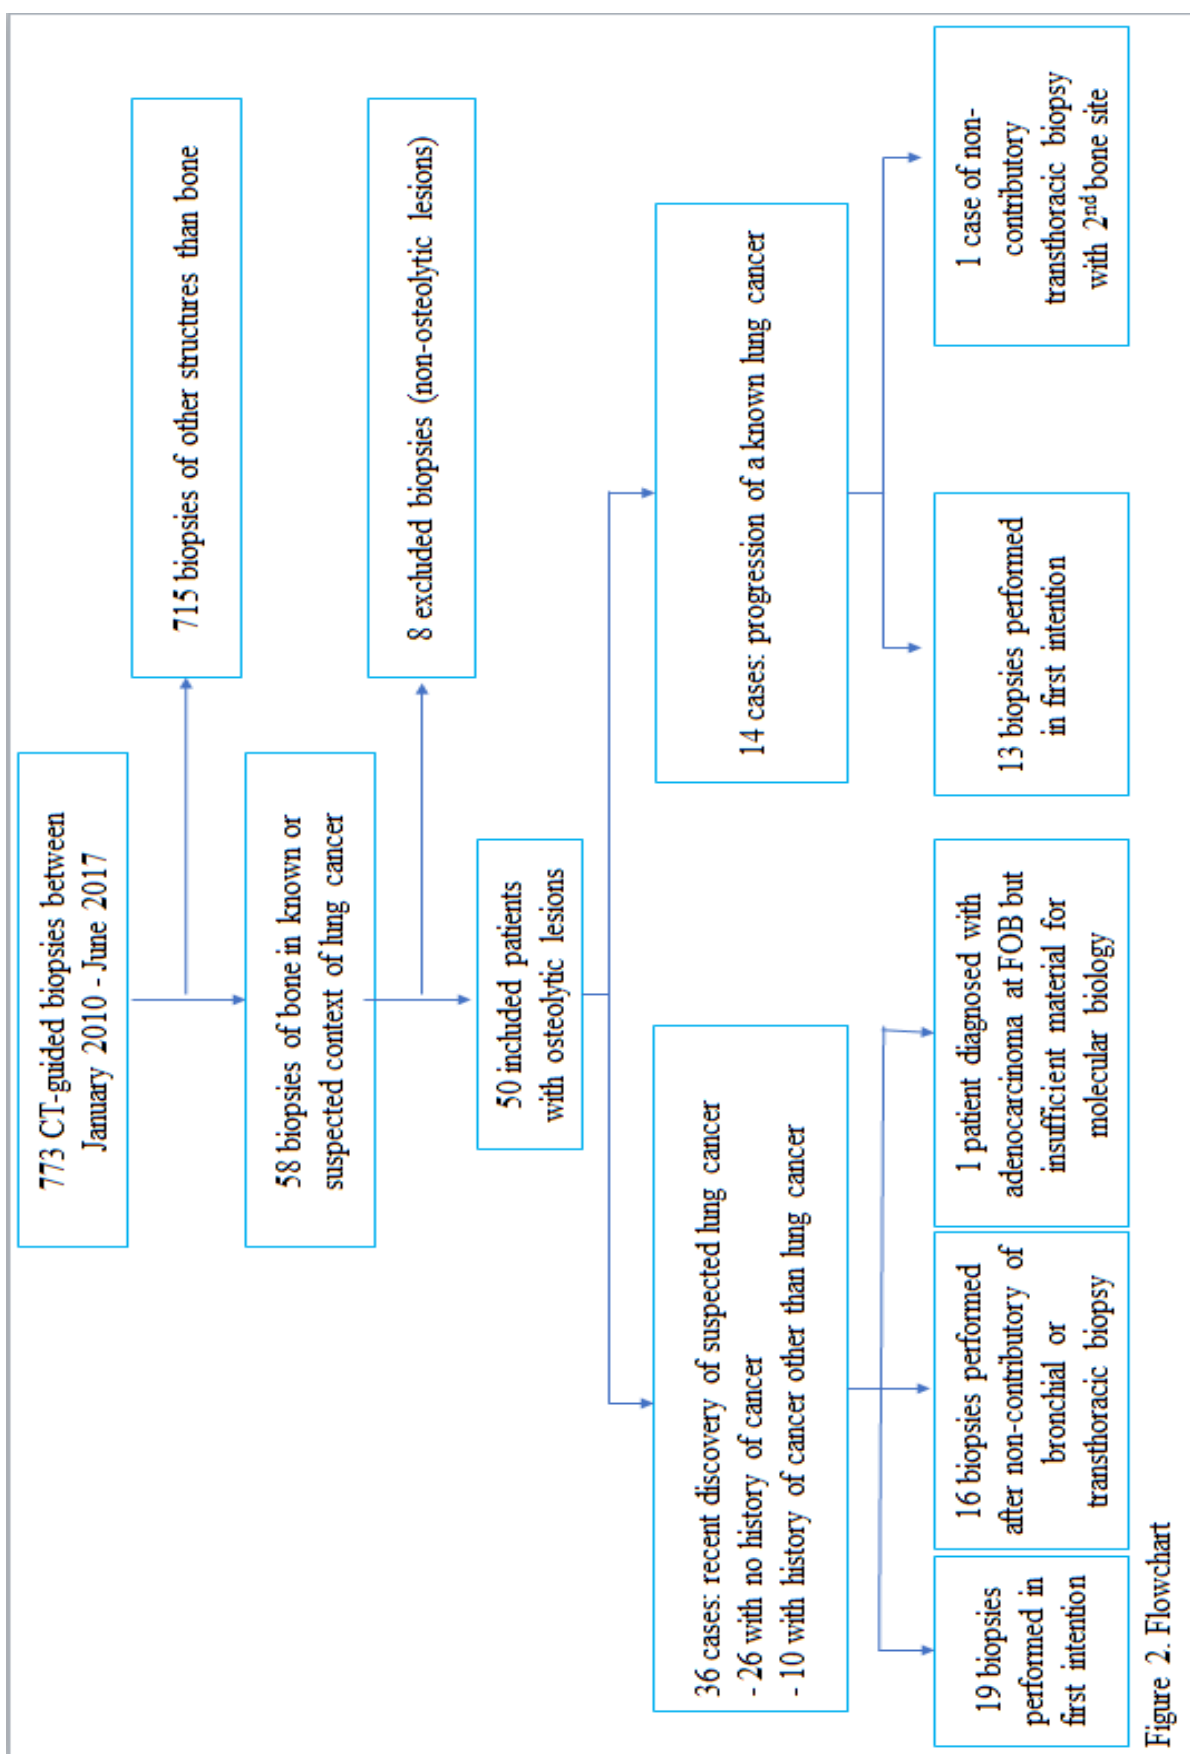 773 CT-guided biopsies between
January 2010 - June 2017
715 biopsies of other structures than bone
58 biopsies of bone in known or
suspected context of lung cancer
8 excluded biopsies (non-osteolytic lesions)
50 included patients
with osteolytic lesions
36 cases: recent discovery of suspected lung cancer
- 26 with no history of cancer
- 10 with history of cancer other than lung cancer
14 cases: progression of a known lung cancer
19 biopsies
performed in
first intention
16 biopsies performed
after non-contributory of
bronchial or
transthoracic biopsy
1 patient diagnosed with
adenocarcinoma at FOB but
insufficient material for
molecular biology
13 biopsies performed
in first intention
1 case of non-
contributory
transthoracic biopsy
with 2nd bone site
Figure 2. Flowchart